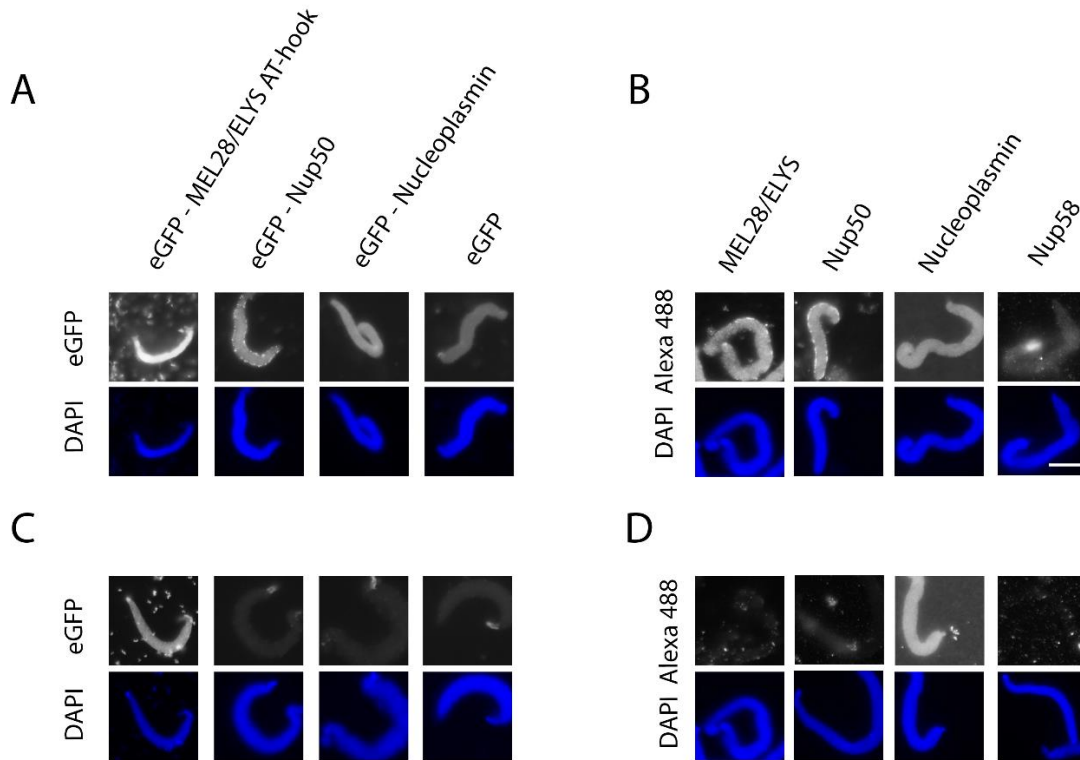 A
eGFP - MEL28/ELYS AT-hook
eGFP - Nup50
eGFP - Nucleoplasmin
eGFP
eGFP
DAPI
B
MEL28/ELYS
Nup50
Nucleoplasmin
Nup58
Alexa 488
DAPI
C
eGFP
DAPI
D
Alexa 488
DAPI